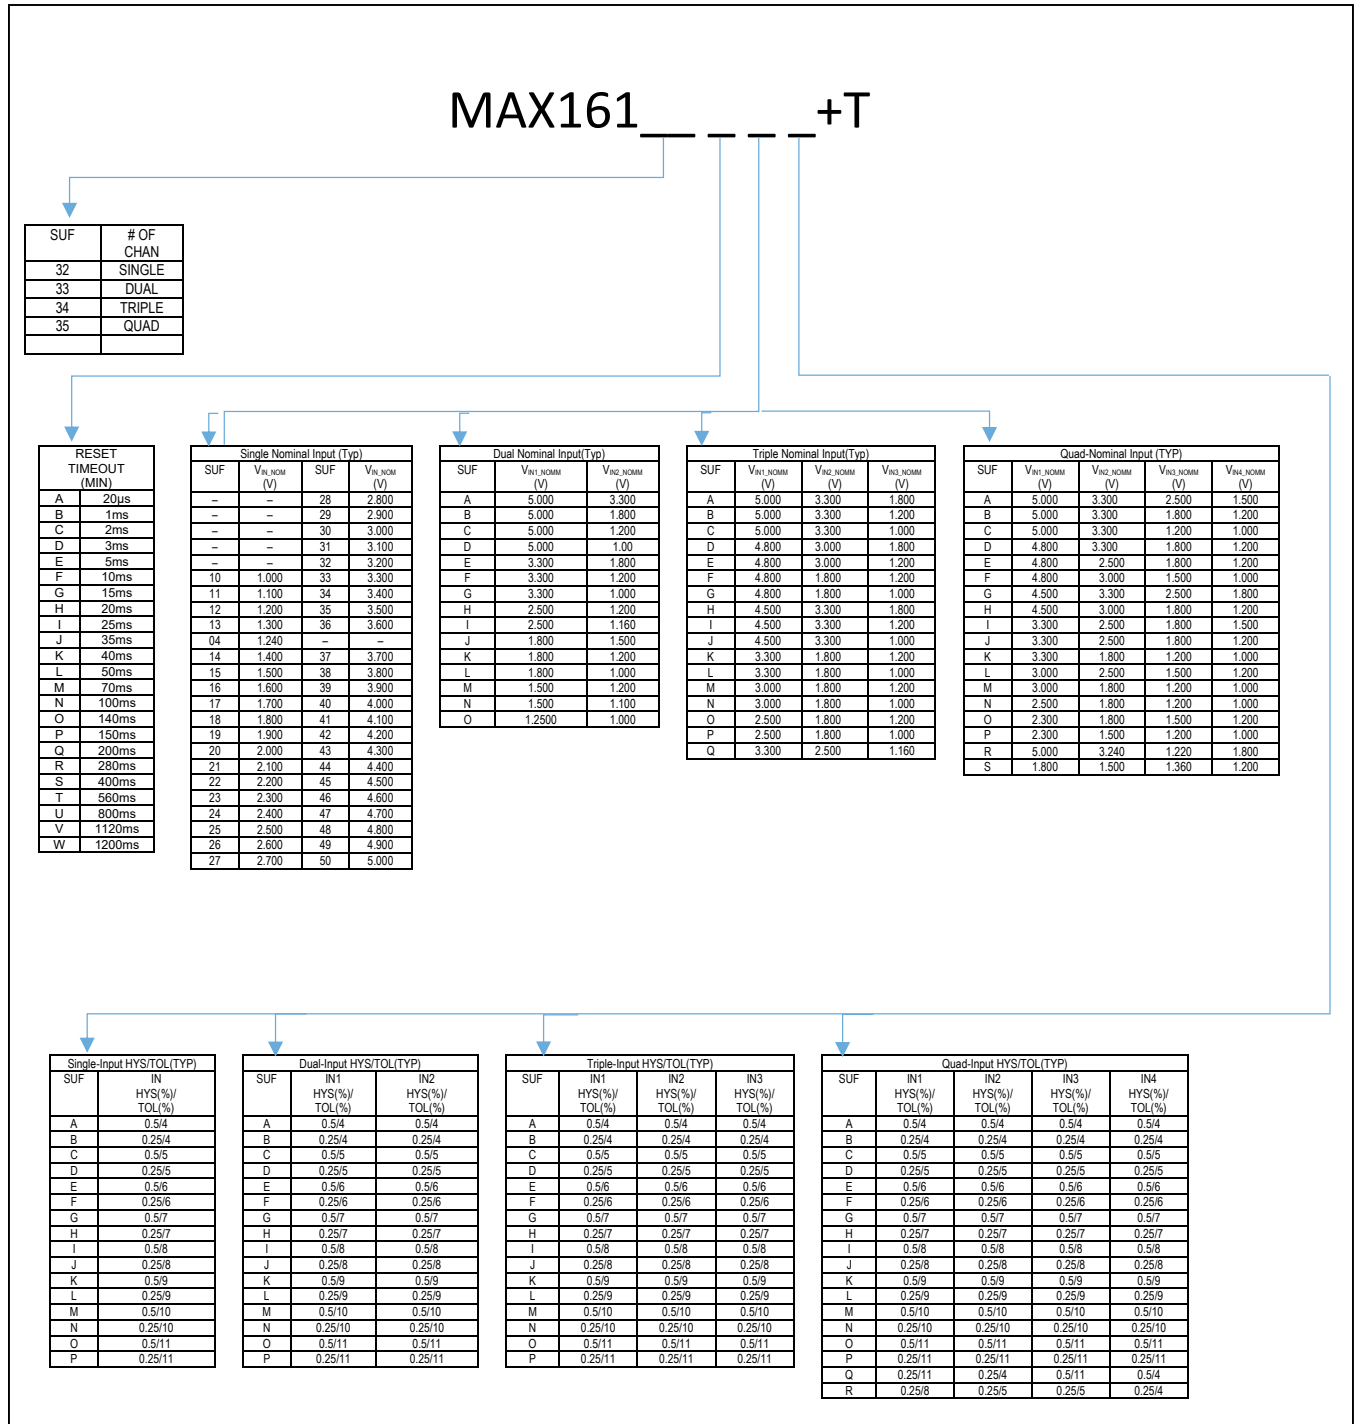 MAX161__ _ _ _+T
SUF # OF CHAN
32 SINGLE
33 DUAL
34 TRIPLE
35 QUAD
RESET TIMEOUT (MIN)
A 20µs
B 1ms
C 2ms
D 3ms
E 5ms
F 10ms
G 15ms
H 20ms
I 25ms
J 35ms
K 40ms
L 50ms
M 70ms
N 100ms
O 140ms
P 150ms
Q 200ms
R 280ms
S 400ms
T 560ms
U 800ms
V 1120ms
W 1200ms
Single Nominal Input (Typ)
SUF VIN_NOM (V) SUF VIN_NOM (V)
– – 28 2.800
– – 29 2.900
– – 30 3.000
– – 31 3.100
– – 32 3.200
10 1.000 33 3.300
11 1.100 34 3.400
12 1.200 35 3.500
13 1.300 36 3.600
04 1.240 – –
14 1.400 37 3.700
15 1.500 38 3.800
16 1.600 39 3.900
17 1.700 40 4.000
18 1.800 41 4.100
19 1.900 42 4.200
20 2.000 43 4.300
21 2.100 44 4.400
22 2.200 45 4.500
23 2.300 46 4.600
24 2.400 47 4.700
25 2.500 48 4.800
26 2.600 49 4.900
27 2.700 50 5.000
Dual Nominal Input(Typ)
SUF VIN1_NOMM (V) VIN2_NOMM (V)
A 5.000 3.300
B 5.000 1.800
C 5.000 1.200
D 5.000 1.00
E 3.300 1.800
F 3.300 1.200
G 3.300 1.000
H 2.500 1.200
I 2.500 1.160
J 1.800 1.500
K 1.800 1.200
L 1.800 1.000
M 1.500 1.200
N 1.500 1.100
O 1.2500 1.000
Triple Nominal Input(Typ)
SUF VIN1_NOMM (V) VIN2_NOMM (V) VIN3_NOMM (V)
A 5.000 3.300 1.800
B 5.000 3.300 1.200
C 5.000 3.300 1.000
D 4.800 3.000 1.800
E 4.800 3.000 1.200
F 4.800 1.800 1.200
G 4.800 1.800 1.000
H 4.500 3.300 1.800
I 4.500 3.300 1.200
J 4.500 3.300 1.000
K 3.300 1.800 1.200
L 3.300 1.800 1.000
M 3.000 1.800 1.200
N 3.000 1.800 1.000
O 2.500 1.800 1.200
P 2.500 1.800 1.000
Q 3.300 2.500 1.160
Quad-Nominal Input (TYP)
SUF VIN1_NOMM (V) VIN2_NOMM (V) VIN3_NOMM (V) VIN4_NOMM (V)
A 5.000 3.300 2.500 1.500
B 5.000 3.300 1.800 1.200
C 5.000 3.300 1.200 1.000
D 4.800 3.300 1.800 1.200
E 4.800 2.500 1.800 1.200
F 4.800 3.000 1.500 1.000
G 4.500 3.300 2.500 1.800
H 4.500 3.000 1.800 1.200
I 3.300 2.500 1.800 1.500
J 3.300 2.500 1.800 1.200
K 3.300 1.800 1.200 1.000
L 3.000 2.500 1.500 1.200
M 3.000 1.800 1.200 1.000
N 2.500 1.800 1.200 1.000
O 2.300 1.800 1.500 1.200
P 2.300 1.500 1.200 1.000
R 5.000 3.240 1.220 1.800
S 1.800 1.500 1.360 1.200
Single-Input HYS/TOL(TYP)
SUF IN HYS(%)/ TOL(%)
A 0.5/4
B 0.25/4
C 0.5/5
D 0.25/5
E 0.5/6
F 0.25/6
G 0.5/7
H 0.25/7
I 0.5/8
J 0.25/8
K 0.5/9
L 0.25/9
M 0.5/10
N 0.25/10
O 0.5/11
P 0.25/11
Dual-Input HYS/TOL(TYP)
SUF IN1 HYS(%)/ TOL(%) IN2 HYS(%)/ TOL(%)
A 0.5/4 0.5/4
B 0.25/4 0.25/4
C 0.5/5 0.5/5
D 0.25/5 0.25/5
E 0.5/6 0.5/6
F 0.25/6 0.25/6
G 0.5/7 0.5/7
H 0.25/7 0.25/7
I 0.5/8 0.5/8
J 0.25/8 0.25/8
K 0.5/9 0.5/9
L 0.25/9 0.25/9
M 0.5/10 0.5/10
N 0.25/10 0.25/10
O 0.5/11 0.5/11
P 0.25/11 0.25/11
Triple-Input HYS/TOL(TYP)
SUF IN1 HYS(%)/ TOL(%) IN2 HYS(%)/ TOL(%) IN3 HYS(%)/ TOL(%)
A 0.5/4 0.5/4 0.5/4
B 0.25/4 0.25/4 0.25/4
C 0.5/5 0.5/5 0.5/5
D 0.25/5 0.25/5 0.25/5
E 0.5/6 0.5/6 0.5/6
F 0.25/6 0.25/6 0.25/6
G 0.5/7 0.5/7 0.5/7
H 0.25/7 0.25/7 0.25/7
I 0.5/8 0.5/8 0.5/8
J 0.25/8 0.25/8 0.25/8
K 0.5/9 0.5/9 0.5/9
L 0.25/9 0.25/9 0.25/9
M 0.5/10 0.5/10 0.5/10
N 0.25/10 0.25/10 0.25/10
O 0.5/11 0.5/11 0.5/11
P 0.25/11 0.25/11 0.25/11
Quad-Input HYS/TOL(TYP)
SUF IN1 HYS(%)/ TOL(%) IN2 HYS(%)/ TOL(%) IN3 HYS(%)/ TOL(%) IN4 HYS(%)/ TOL(%)
A 0.5/4 0.5/4 0.5/4 0.5/4
B 0.25/4 0.25/4 0.25/4 0.25/4
C 0.5/5 0.5/5 0.5/5 0.5/5
D 0.25/5 0.25/5 0.25/5 0.25/5
E 0.5/6 0.5/6 0.5/6 0.5/6
F 0.25/6 0.25/6 0.25/6 0.25/6
G 0.5/7 0.5/7 0.5/7 0.5/7
H 0.25/7 0.25/7 0.25/7 0.25/7
I 0.5/8 0.5/8 0.5/8 0.5/8
J 0.25/8 0.25/8 0.25/8 0.25/8
K 0.5/9 0.5/9 0.5/9 0.5/9
L 0.25/9 0.25/9 0.25/9 0.25/9
M 0.5/10 0.5/10 0.5/10 0.5/10
N 0.25/10 0.25/10 0.25/10 0.25/10
O 0.5/11 0.5/11 0.5/11 0.5/11
P 0.25/11 0.25/11 0.25/11 0.25/11
Q 0.25/11 0.25/4 0.5/11 0.5/4
R 0.25/8 0.25/5 0.25/5 0.25/4